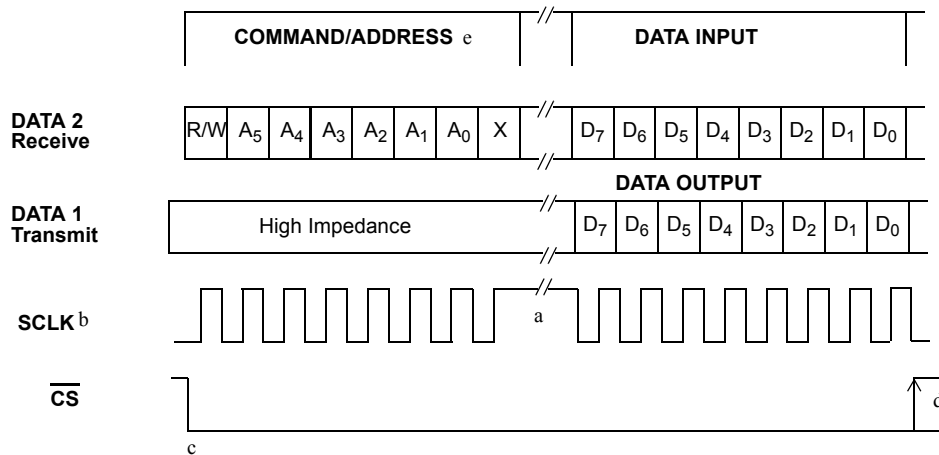 COMMAND/ADDRESS e DATA INPUT
DATA 2
Receive
R/W A5 A4 A3 A2 A1 A0 X D7 D6 D5 D4 D3 D2 D1 D0
DATA OUTPUT
DATA 1
Transmit
High Impedance D7 D6 D5 D4 D3 D2 D1 D0
SCLK b
a
CS
d
c